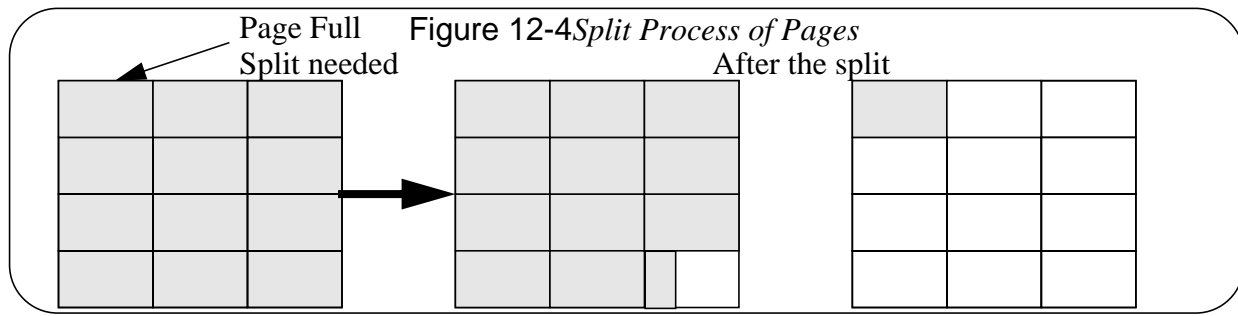 Figure 12-4Split Process of Pages
Page Full
Split needed
After the split